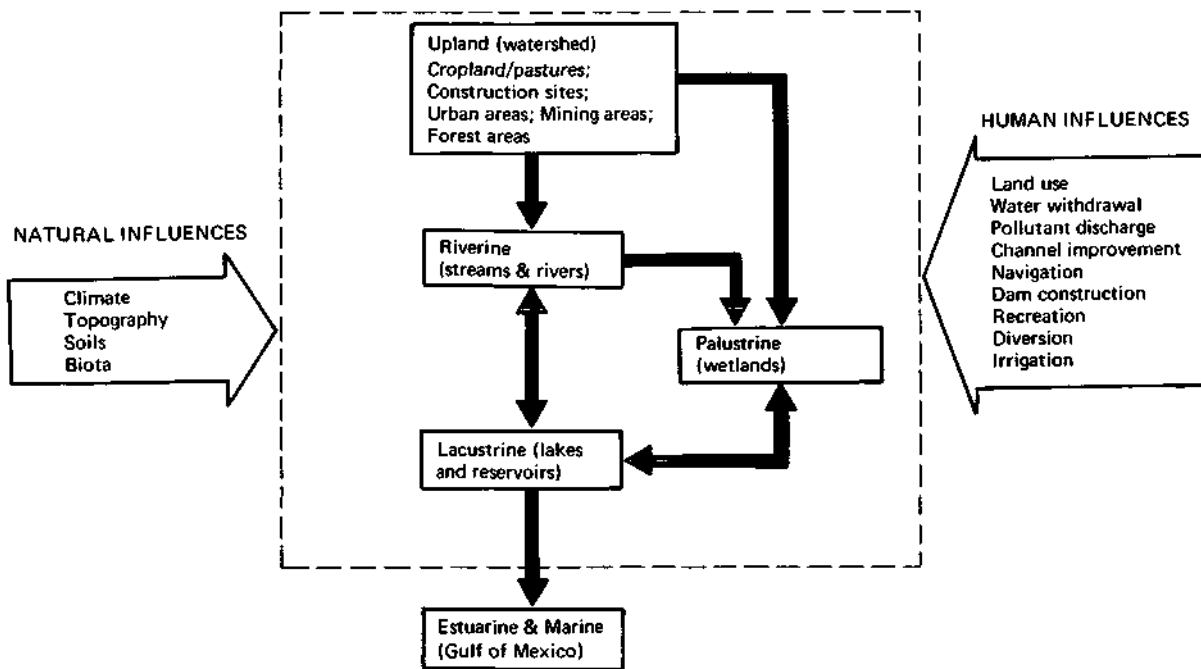 Upland (watershed)
Cropland/pastures;
Construction sites;
Urban areas; Mining areas;
Forest areas
HUMAN INFLUENCES
Land use
Water withdrawal
Pollutant discharge
Channel improvement
Navigation
Dam construction
Recreation
Diversion
Irrigation
NATURAL INFLUENCES
Climate
Topography
Soils
Biota
Riverine
(streams & rivers)
Palustrine
(wetlands)
Lacustrine (lakes
and reservoirs)
Estuarine & Marine
(Gulf of Mexico)